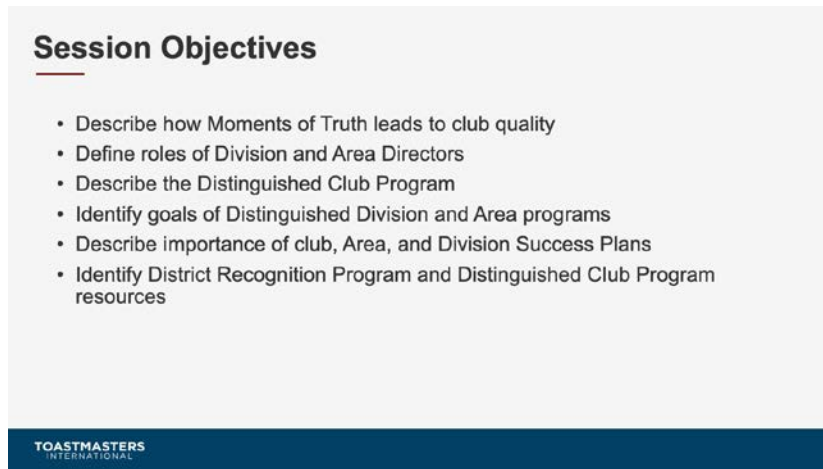 Session Objectives
• Describe how Moments of Truth leads to club quality
• Define roles of Division and Area Directors
• Describe the Distinguished Club Program
• Identify goals of Distinguished Division and Area programs
• Describe importance of club, Area, and Division Success Plans
• Identify District Recognition Program and Distinguished Club Program
resources
TOASTMASTERS
INTERNATIONAL